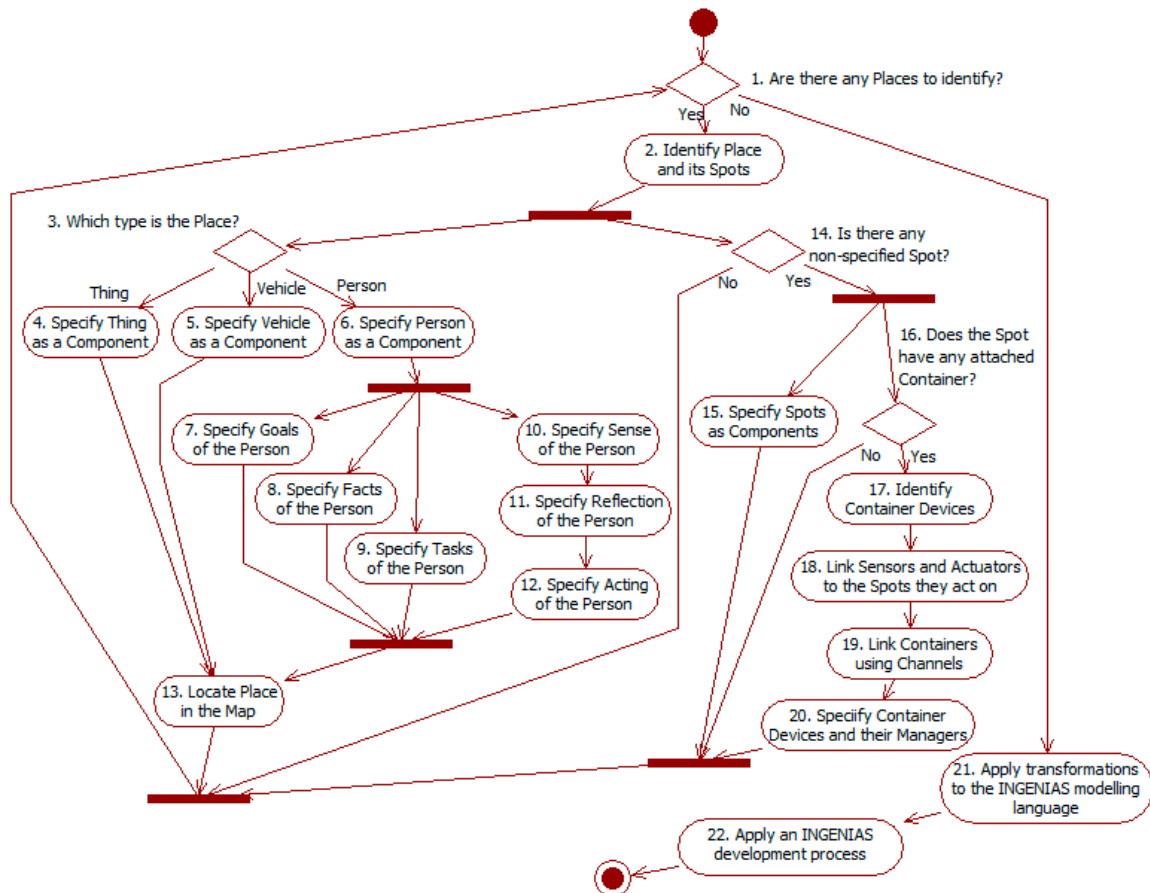 1. Are there any Places to identify?
Yes
No
2. Identify Place
and its Spots
3. Which type is the Place?
14. Is there any
non-specified Spot?
Thing
Vehicle
Person
No
Yes
4. Specify Thing
as a Component
5. Specify Vehicle
as a Component
6. Specify Person
as a Component
16. Does the Spot
have any attached
Container?
7. Specify Goals
of the Person
10. Specify Sense
of the Person
15. Specify Spots
as Components
No
Yes
8. Specify Facts
of the Person
11. Specify Reflection
of the Person
17. Identify
Container Devices
9. Specify Tasks
of the Person
12. Specify Acting
of the Person
18. Link Sensors and Actuators
to the Spots they act on
19. Link Containers
using Channels
13. Locate Place
in the Map
20. Speciify Container
Devices and their Managers
21. Apply transformations
to the INGENIAS modelling
language
22. Apply an INGENIAS
development process